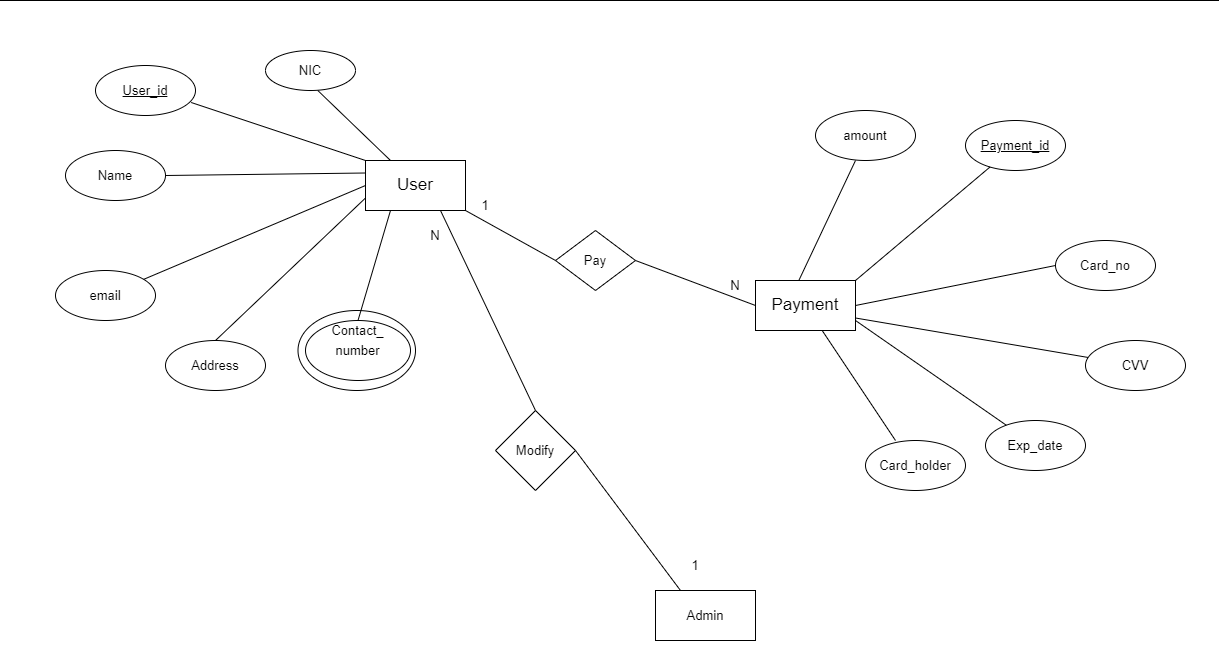 NIC
User_id
amount
Payment_id
Name
User
1
N
Pay
Card_no
email
N
Payment
Contact_
number
Address
CVV
Modify
Exp_date
Card_holder
1
Admin